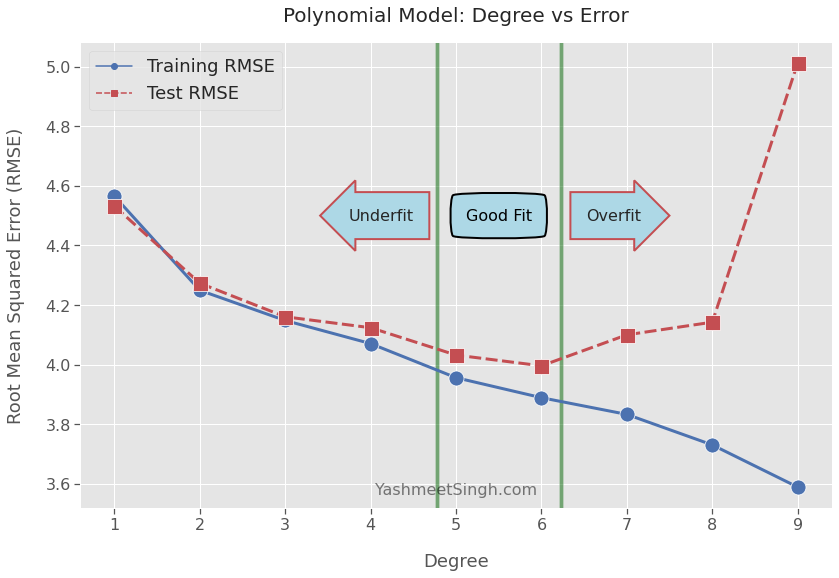 Polynomial Model: Degree vs Error
Training RMSE
Test RMSE
Root Mean Squared Error (RMSE)
5.0
4.8
4.6
4.4
4.2
4.0
3.8
3.6
Underfit
Good Fit
Overfit
YashmeetSingh.com
1 2 3 4 5 6 7 8 9
Degree